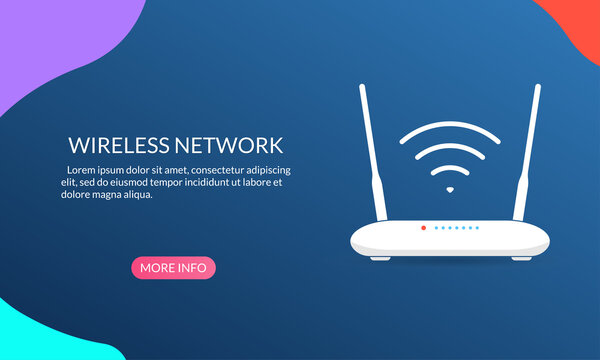 WIRELESS NETWORK
Lorem ipsum dolor sit amet, consectetur adipiscing
elit, sed do eiusmod tempor incididunt ut labore et
dolore magna aliqua.
MORE INFO